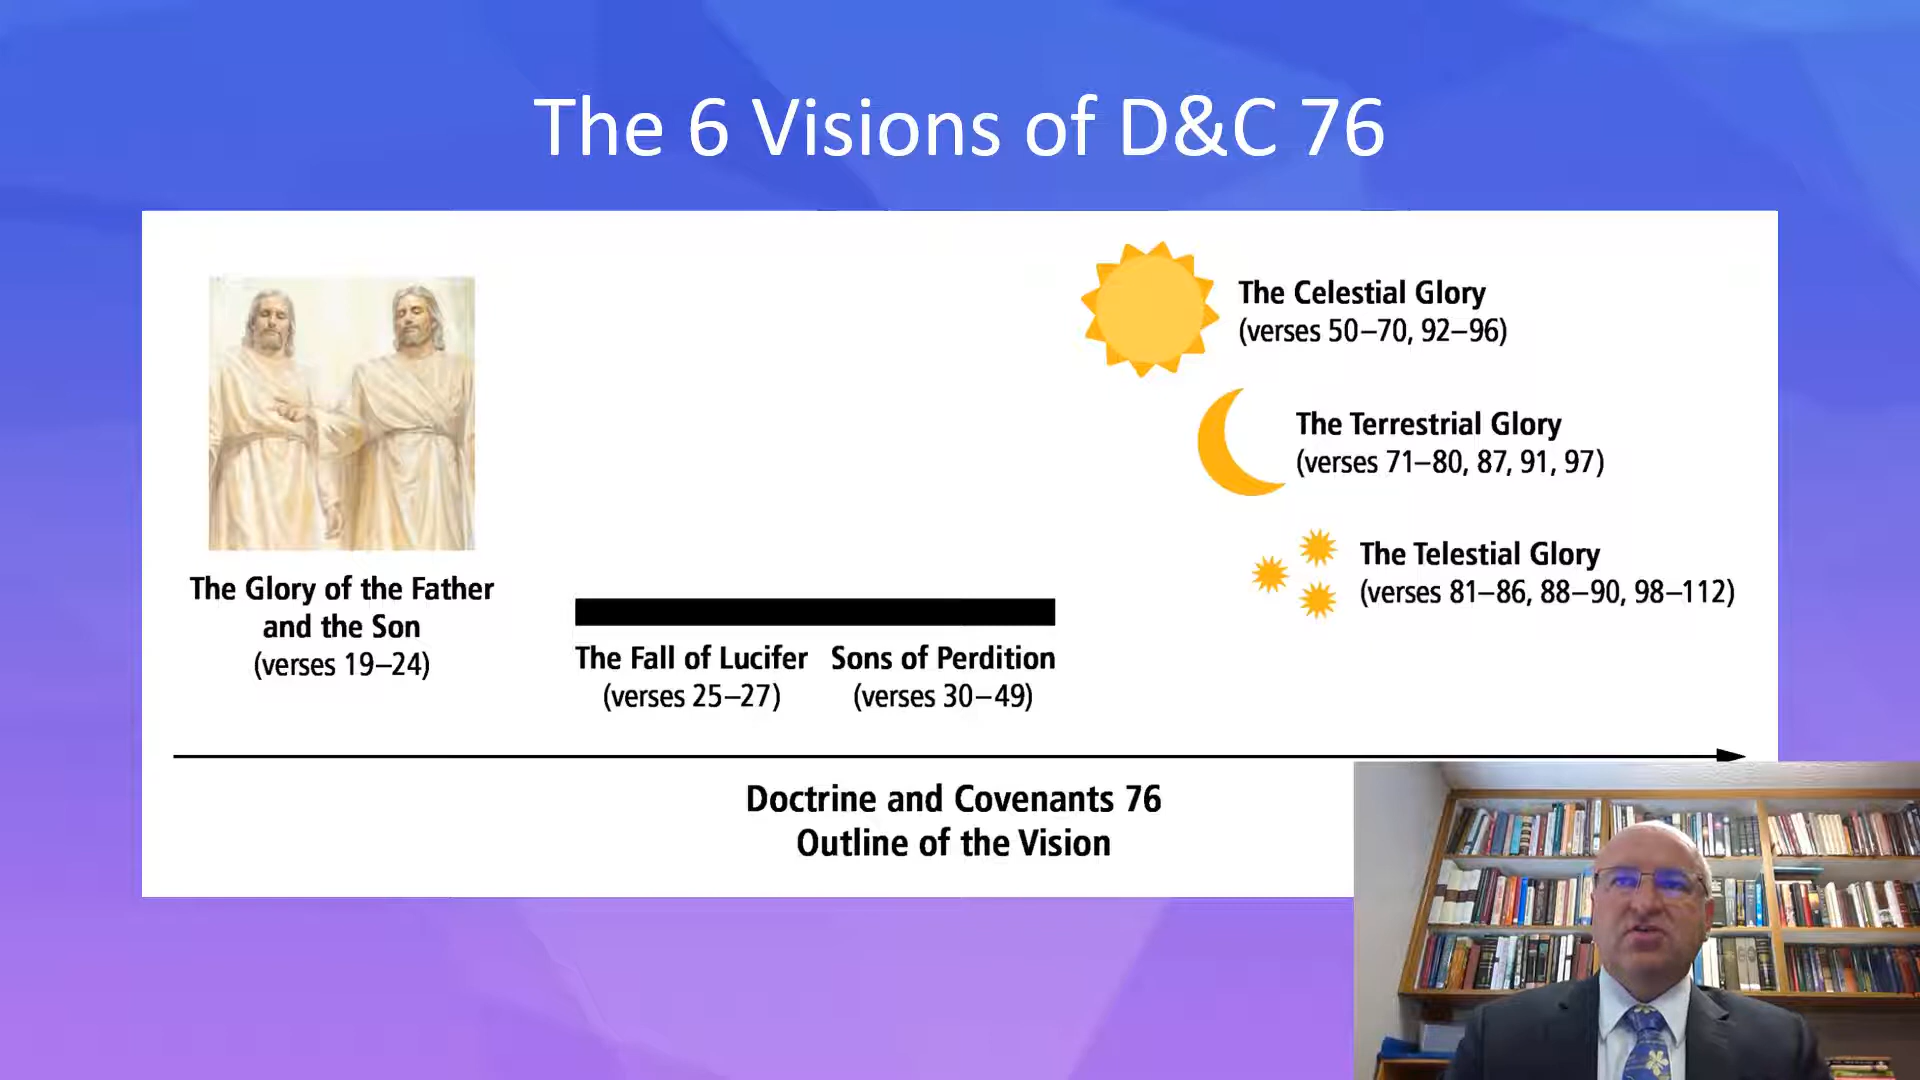 The 6 Visions of D&C 76
The Glory of the Father
and the Son
(verses 19–24)
The Fall of Lucifer
(verses 25–27)
Sons of Perdition
(verses 30–49)
The Celestial Glory
(verses 50–70, 92–96)
The Terrestrial Glory
(verses 71–80, 87, 91, 97)
The Telestial Glory
(verses 81–86, 88–90, 98–112)
Doctrine and Covenants 76
Outline of the Vision